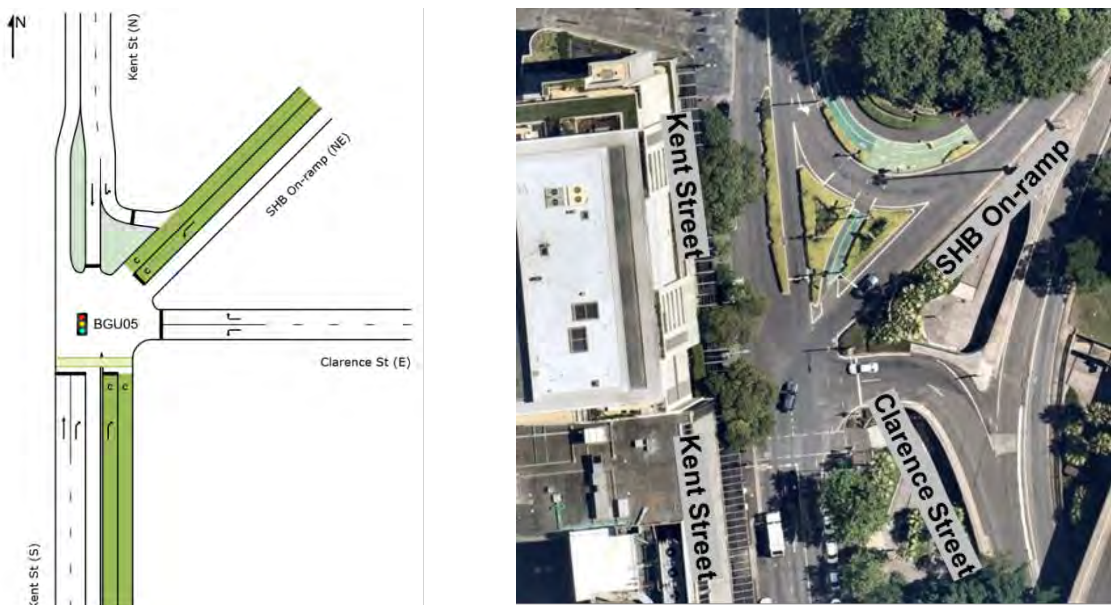 N
Kent St (N)
SHB On-ramp (NE)
C
C
BGU05
Clarence St (E)
C
C
Kent St (S)
Kent Street
SHB On-ramp
Kent Street
Clarence Street